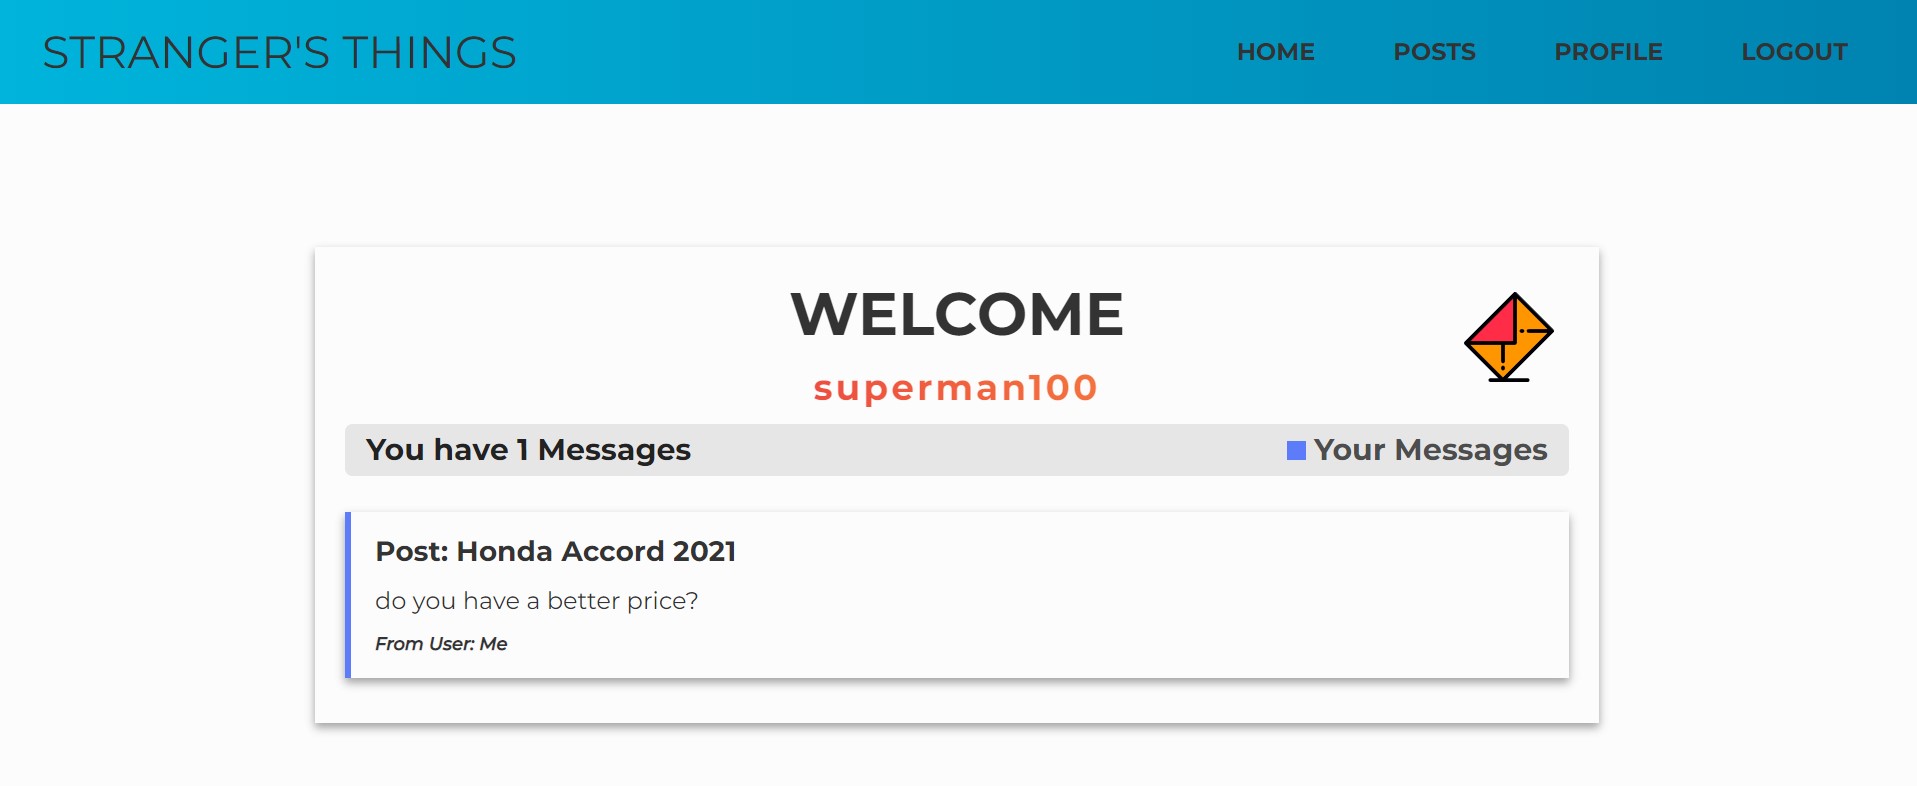 STRANGER'S THINGS
HOME POSTS PROFILE LOGOUT
WELCOME
superman100
You have 1 Messages
Your Messages
Post: Honda Accord 2021
do you have a better price?
From User: Me